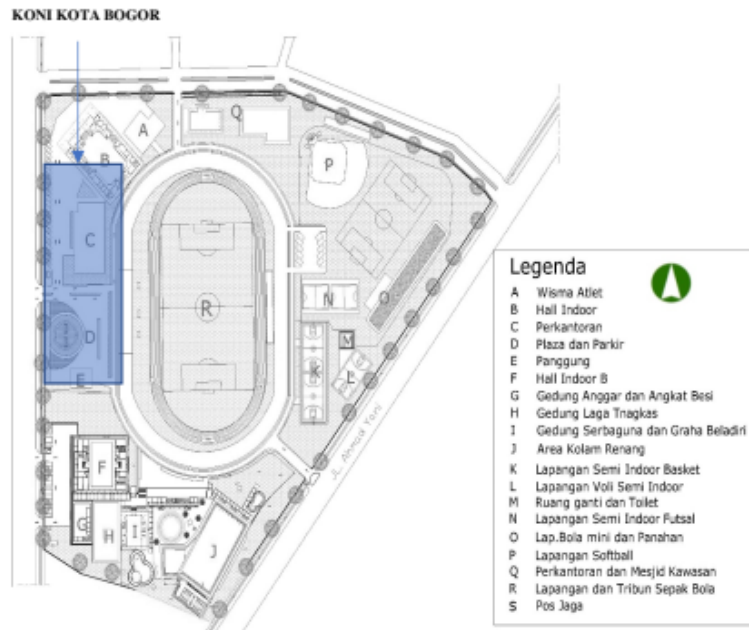 KONI KOTA BOGOR
A
B
Q
P
C
R
N
O
D
M
K
L
E
JL. Ahmad Yani
F
G
H
I
J
Legenda
A Wisma Atlet
B Hall Indoor
C Perkantoran
D Plaza dan Parkir
E Panggung
F Hall Indoor B
G Gedung Anggar dan Angkat Besi
H Gedung Laga Tnagkas
I Gedung Serbaguna dan Graha Beladiri
J Area Kolam Renang
K Lapangan Semi Indoor Basket
L Lapangan Voli Semi Indoor
M Ruang ganti dan Toilet
N Lapangan Semi Indoor Futsal
O Lap.Bola mini dan Panahan
P Lapangan Softball
Q Perkantoran dan Mesjid Kawasan
R Lapangan dan Tribun Sepak Bola
S Pos Jaga